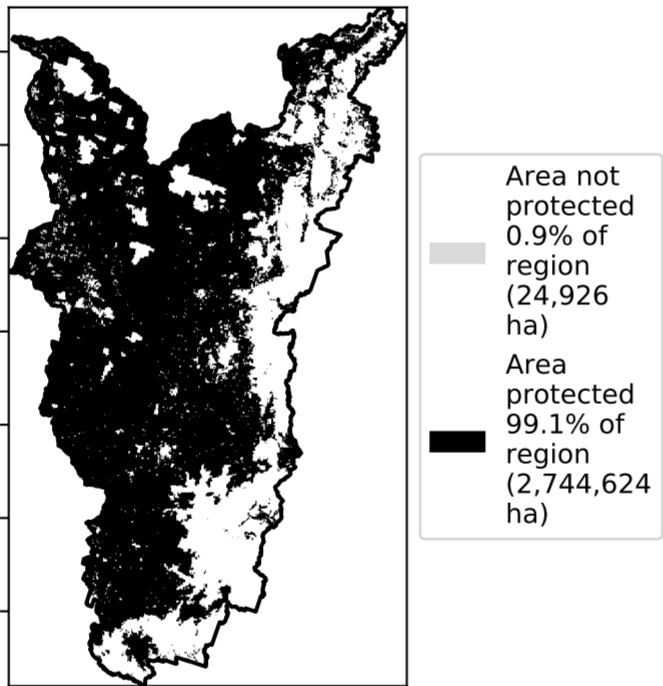 Area not
protected
0.9% of
region
(24,926
ha)
Area
protected
99.1% of
region
(2,744,624
ha)